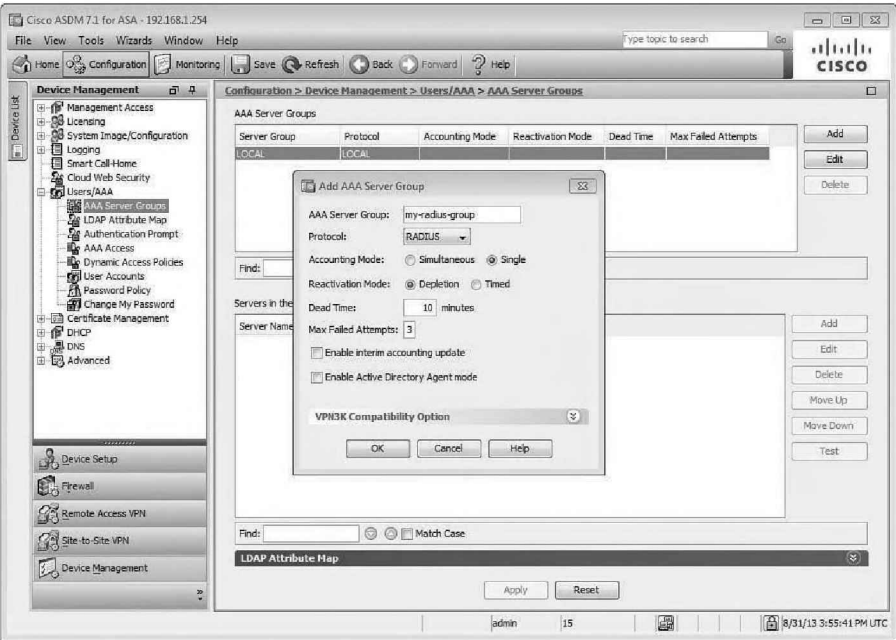 Cisco ASDM 7.1 for ASA - 192.168.1.254
File View Tools Wizards Window Help
Type topic to search Go
Home Configuration Monitoring Save Refresh Back Forward Help
CISCO
Device List
Device Management
Management Access
Licensing
System Image/Configuration
Logging
Smart Call-Home
Cloud Web Security
Users/AAA
AAA Server Groups
LDAP Attribute Map
Authentication Prompt
AAA Access
Dynamic Access Policies
User Accounts
Password Policy
Change My Password
Certificate Management
DHCP
DNS
Advanced
Device Setup
Firewall
Remote Access VPN
Site-to-Site VPN
Device Management
Configuration > Device Management > Users/AAA > AAA Server Groups
AAA Server Groups
Server Group Protocol Accounting Mode Reactivation Mode Dead Time Max Failed Attempts
LOCAL LOCAL
Add
Edit
Delete
Find:
Servers in the
Server Name
Add
Edit
Delete
Move Up
Move Down
Test
Add AAA Server Group
AAA Server Group: my-radius-group
Protocol: RADIUS
Accounting Mode: Simultaneous Single
Reactivation Mode: Depletion Timed
Dead Time: 10 minutes
Max Failed Attempts: 3
Enable interim accounting update
Enable Active Directory Agent mode
VPN3K Compatibility Option
OK Cancel Help
Find: Match Case
LDAP Attribute Map
Apply Reset
admin 15 8/31/13 3:55:41 PM UTC